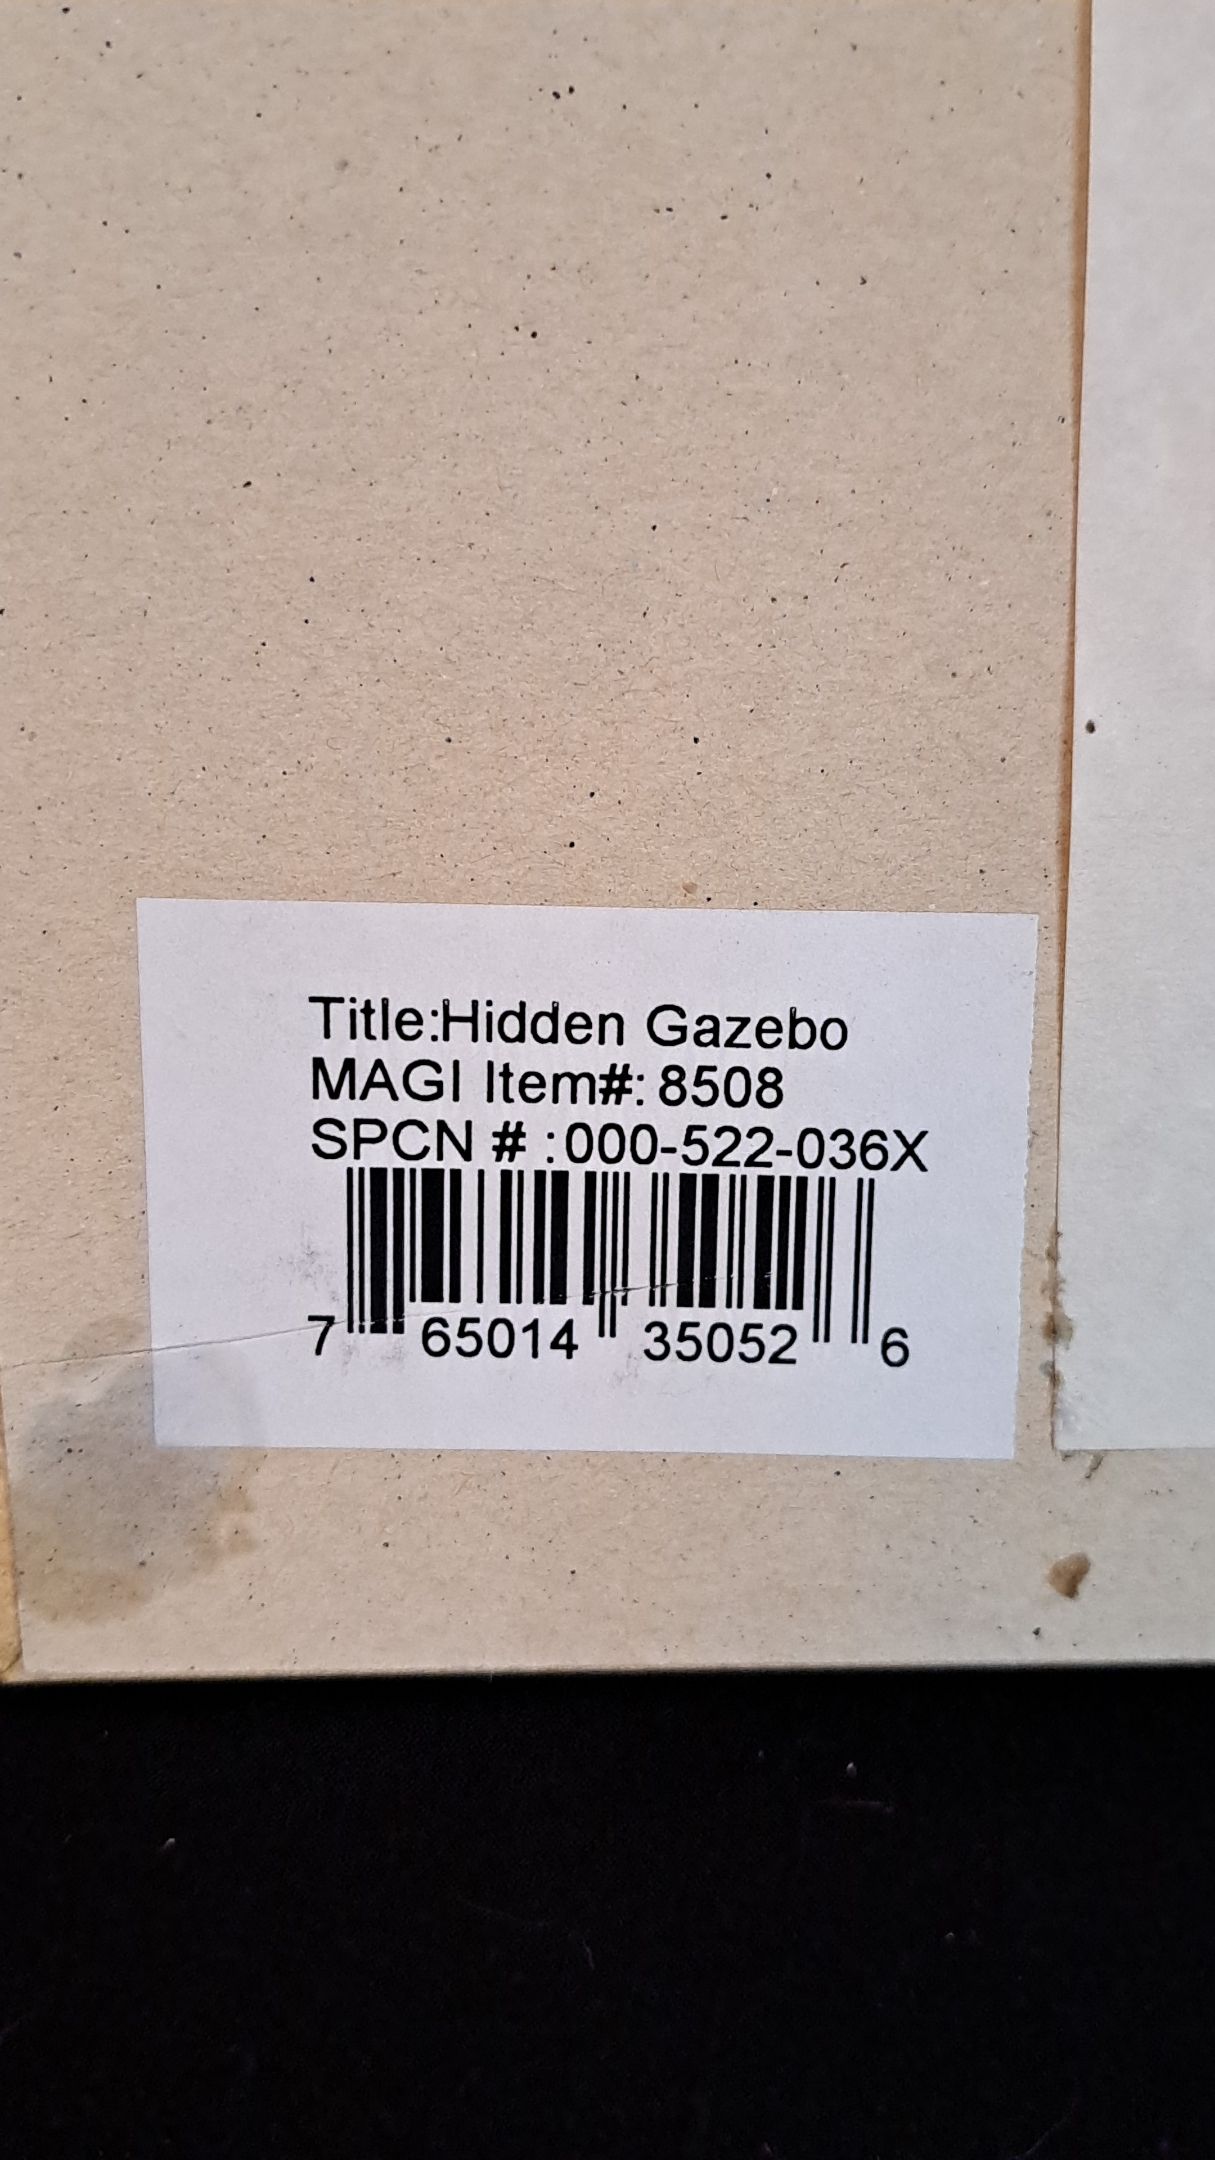 Title:Hidden Gazebo
MAGI Item#: 8508
SPCN # :000-522-036X
7 65014 35052 6